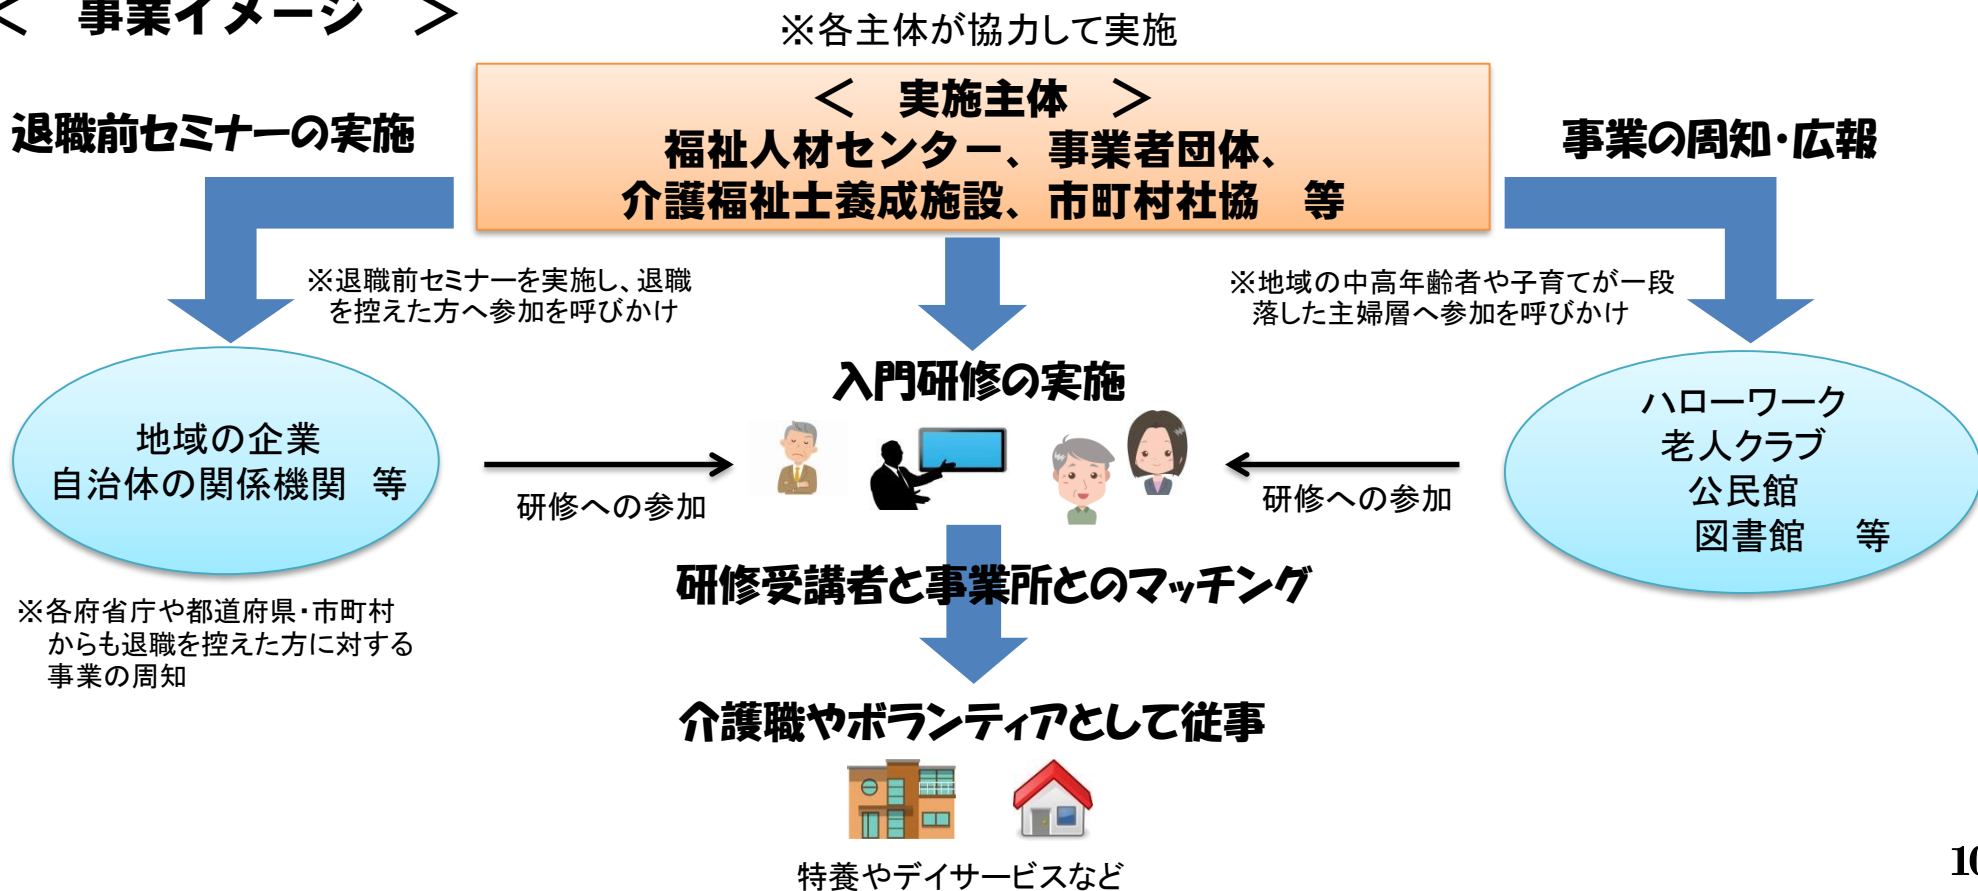 ＜　事業イメージ　＞
※各主体が協力して実施
＜　実施主体　＞
福祉人材センター、事業者団体、
介護福祉士養成施設、市町村社協　等
退職前セミナーの実施
事業の周知・広報
※退職前セミナーを実施し、退職
を控えた方へ参加を呼びかけ
※地域の中高年齢者や子育てが一段
落した主婦層へ参加を呼びかけ
入門研修の実施
地域の企業
自治体の関係機関　等
研修への参加
研修への参加
ハローワーク
老人クラブ
公民館
図書館　等
※各府省庁や都道府県・市町村
からも退職を控えた方に対する
事業の周知
研修受講者と事業所とのマッチング
介護職やボランティアとして従事
特養やデイサービスなど
10